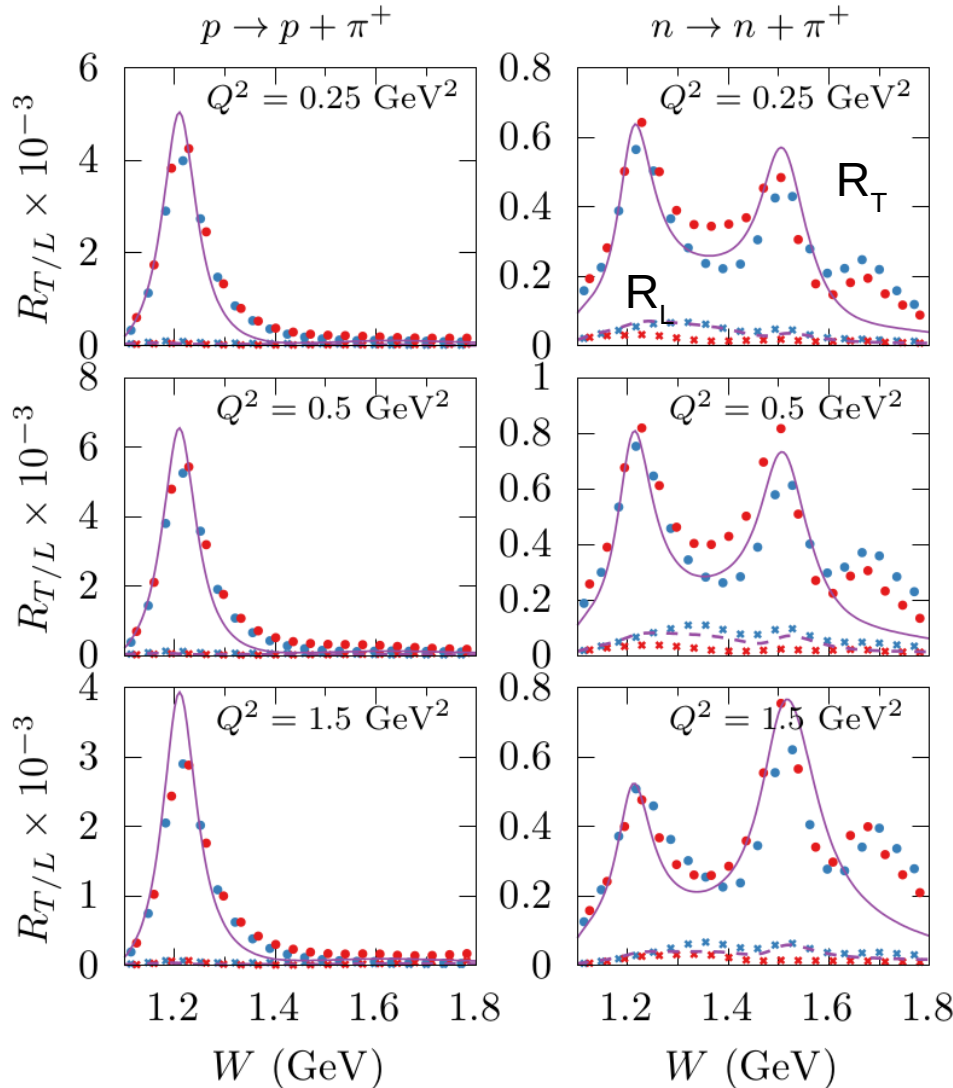 p → p + π⁺ n → n + π⁺
6 0.8
Q² = 0.25 GeV² Q² = 0.25 GeV²
4 0.6
R_T
0.4
2 0.2
R_L
0 0
R_{T/L} × 10⁻³
8 1
Q² = 0.5 GeV² Q² = 0.5 GeV²
6 0.8
0.6
4 0.4
2 0.2
0 0
R_{T/L} × 10⁻³
4 0.8
Q² = 1.5 GeV² Q² = 1.5 GeV²
3 0.6
2 0.4
1 0.2
0 0
R_{T/L} × 10⁻³
1.2 1.4 1.6 1.8 1.2 1.4 1.6 1.8
W (GeV) W (GeV)